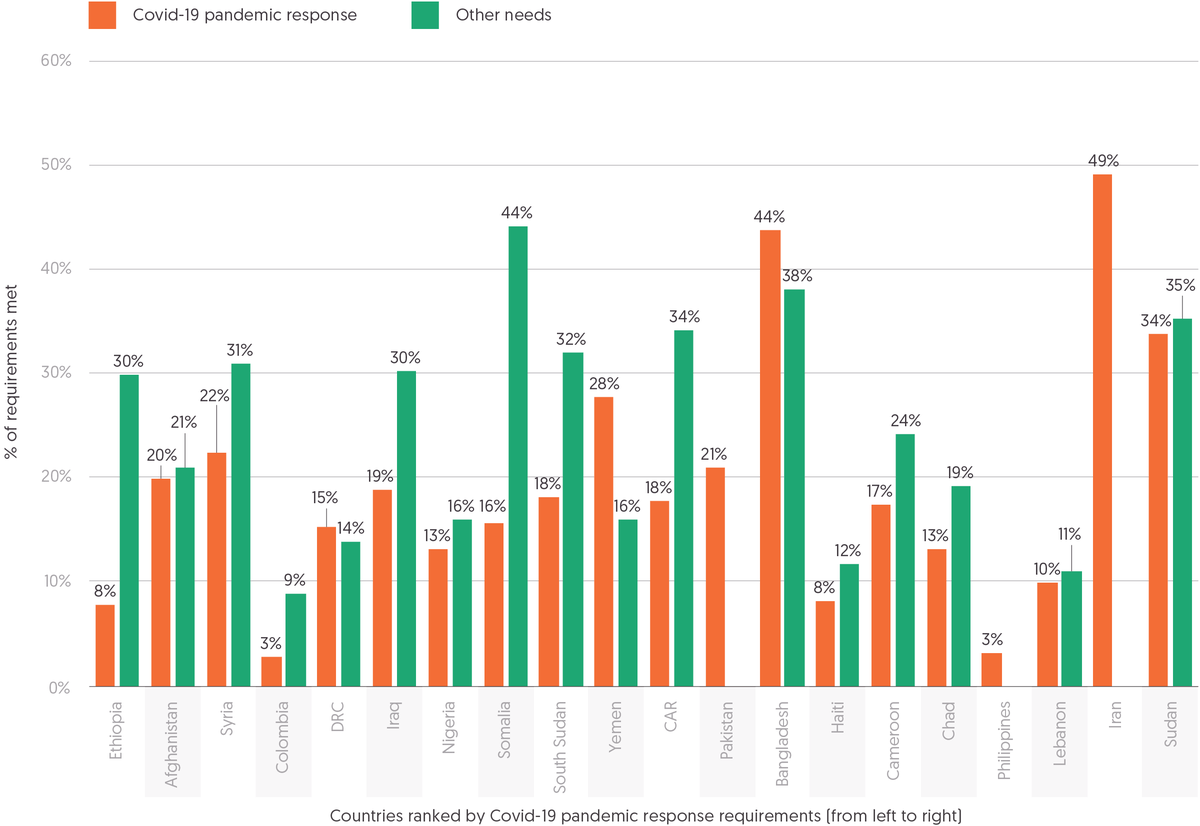 Covid-19 pandemic response
Other needs
60%
50%
40%
30%
20%
10%
0%
% of requirements met
8%
30%
20%
21%
22%
31%
3%
9%
15%
14%
19%
30%
13%
16%
16%
44%
18%
32%
28%
16%
18%
34%
21%
44%
38%
8%
12%
17%
24%
13%
19%
3%
10%
11%
49%
34%
35%
Ethiopia
Afghanistan
Syria
Colombia
DRC
Iraq
Nigeria
Somalia
South Sudan
Yemen
CAR
Pakistan
Bangladesh
Haiti
Cameroon
Chad
Philippines
Lebanon
Iran
Sudan
Countries ranked by Covid-19 pandemic response requirements (from left to right)